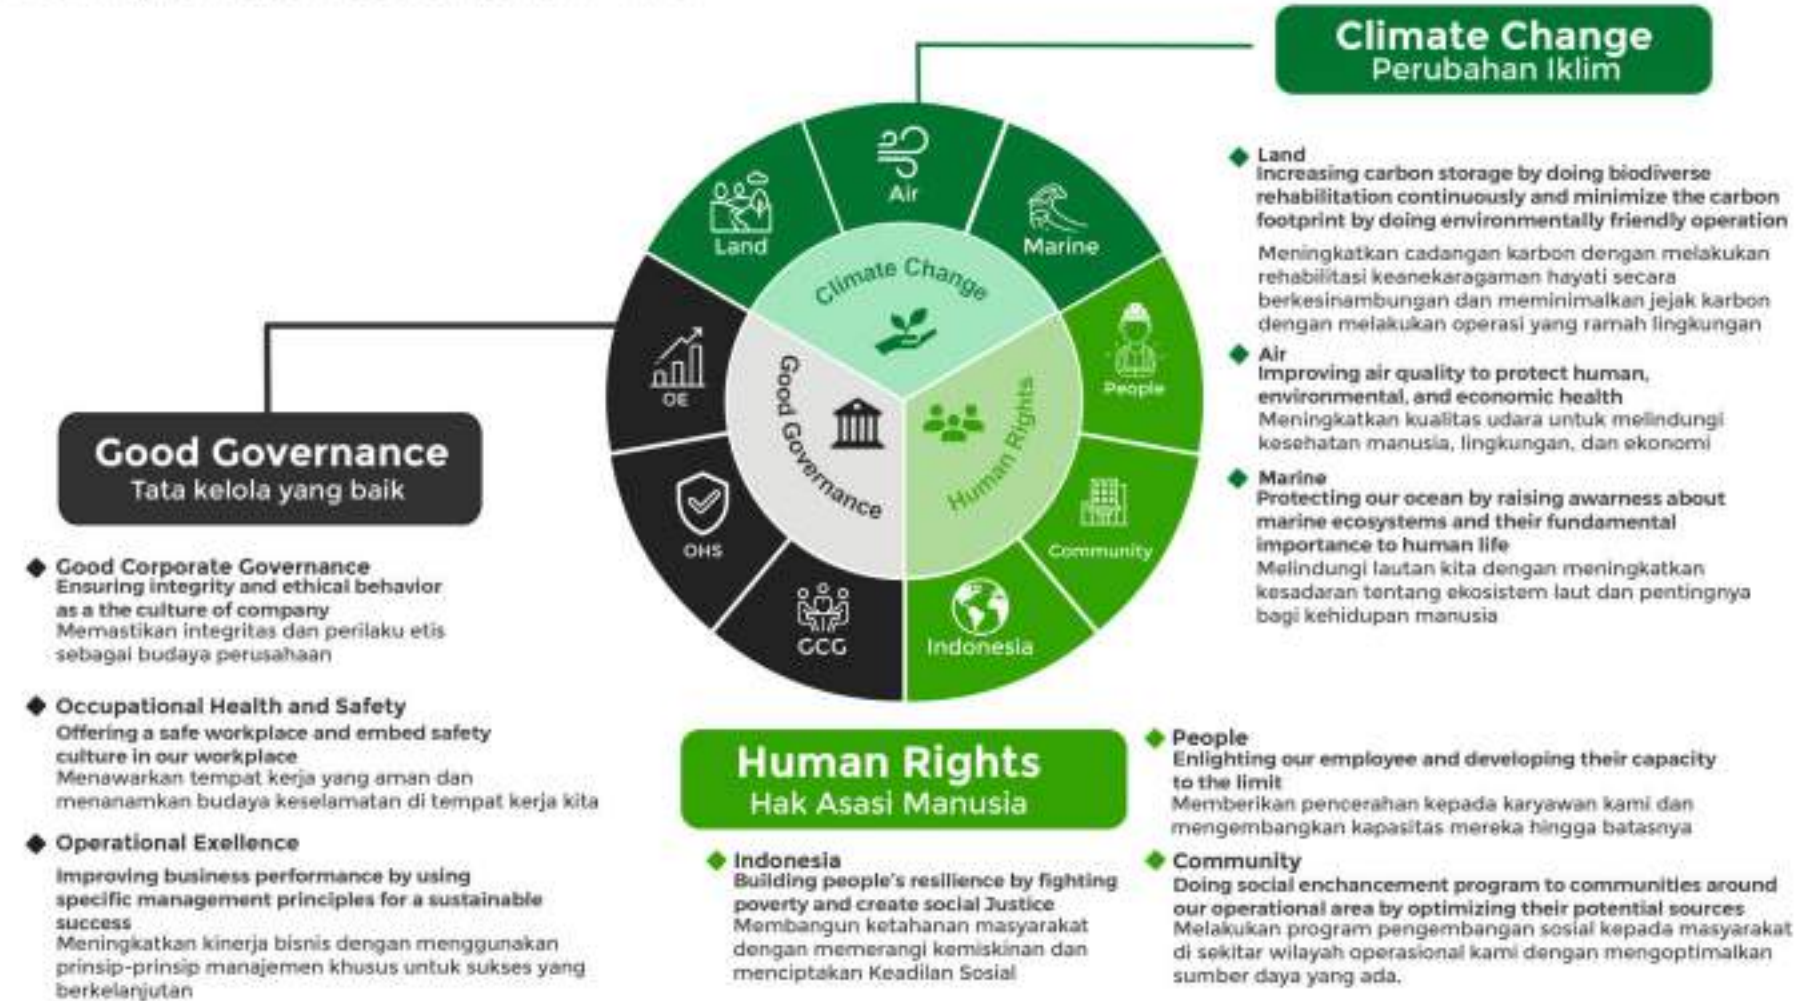 Climate Change
Perubahan Iklim
Land
Increasing carbon storage by doing biodiverse
rehabilitation continuously and minimize the carbon
footprint by doing environmentally friendly operation
Meningkatkan cadangan karbon dengan melakukan
rehabilitasi keanekaragaman hayati secara
berkesinambungan dan meminimalkan jejak karbon
dengan melakukan operasi yang ramah lingkungan
Air
Improving air quality to protect human,
environmental, and economic health
Meningkatkan kualitas udara untuk melindungi
kesehatan manusia, lingkungan, dan ekonomi
Marine
Protecting our ocean by raising awarness about
marine ecosystems and their fundamental
importance to human life
Melindungi lautan kita dengan meningkatkan
kesadaran tentang ekosistem laut dan pentingnya
bagi kehidupan manusia
Land
Air
Marine
People
Community
Indonesia
GCG
OHS
OE
Climate Change
Human Rights
Good Governance
Good Governance
Tata kelola yang baik
Good Corporate Governance
Ensuring integrity and ethical behavior
as a the culture of company
Memastikan integritas dan perilaku etis
sebagai budaya perusahaan
Occupational Health and Safety
Offering a safe workplace and embed safety
culture in our workplace
Menawarkan tempat kerja yang aman dan
menanamkan budaya keselamatan di tempat kerja kita
Operational Exellence
Improving business performance by using
specific management principles for a sustainable
success
Meningkatkan kinerja bisnis dengan menggunakan
prinsip-prinsip manajemen khusus untuk sukses yang
berkelanjutan
Human Rights
Hak Asasi Manusia
Indonesia
Building people's resilience by fighting
poverty and create social Justice
Membangun ketahanan masyarakat
dengan memerangi kemiskinan dan
menciptakan Keadilan Sosial
People
Enlighting our employee and developing their capacity
to the limit
Memberikan pencerahan kepada karyawan kami dan
mengembangkan kapasitas mereka hingga batasnya
Community
Doing social enchancement program to communities around
our operational area by optimizing their potential sources
Melakukan program pengembangan sosial kepada masyarakat
di sekitar wilayah operasional kami dengan mengoptimalkan
sumber daya yang ada.